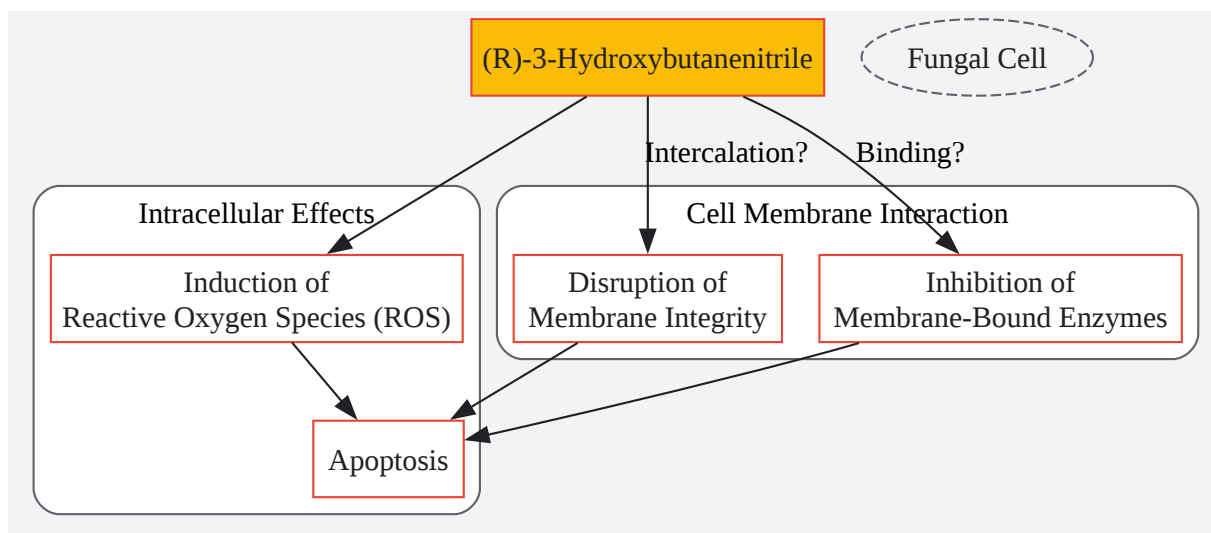 (R)-3-Hydroxybutanenitrile
Fungal Cell
Intercalation?
Binding?
Intracellular Effects
Cell Membrane Interaction
Induction of
Reactive Oxygen Species (ROS)
Disruption of
Membrane Integrity
Inhibition of
Membrane-Bound Enzymes
Apoptosis